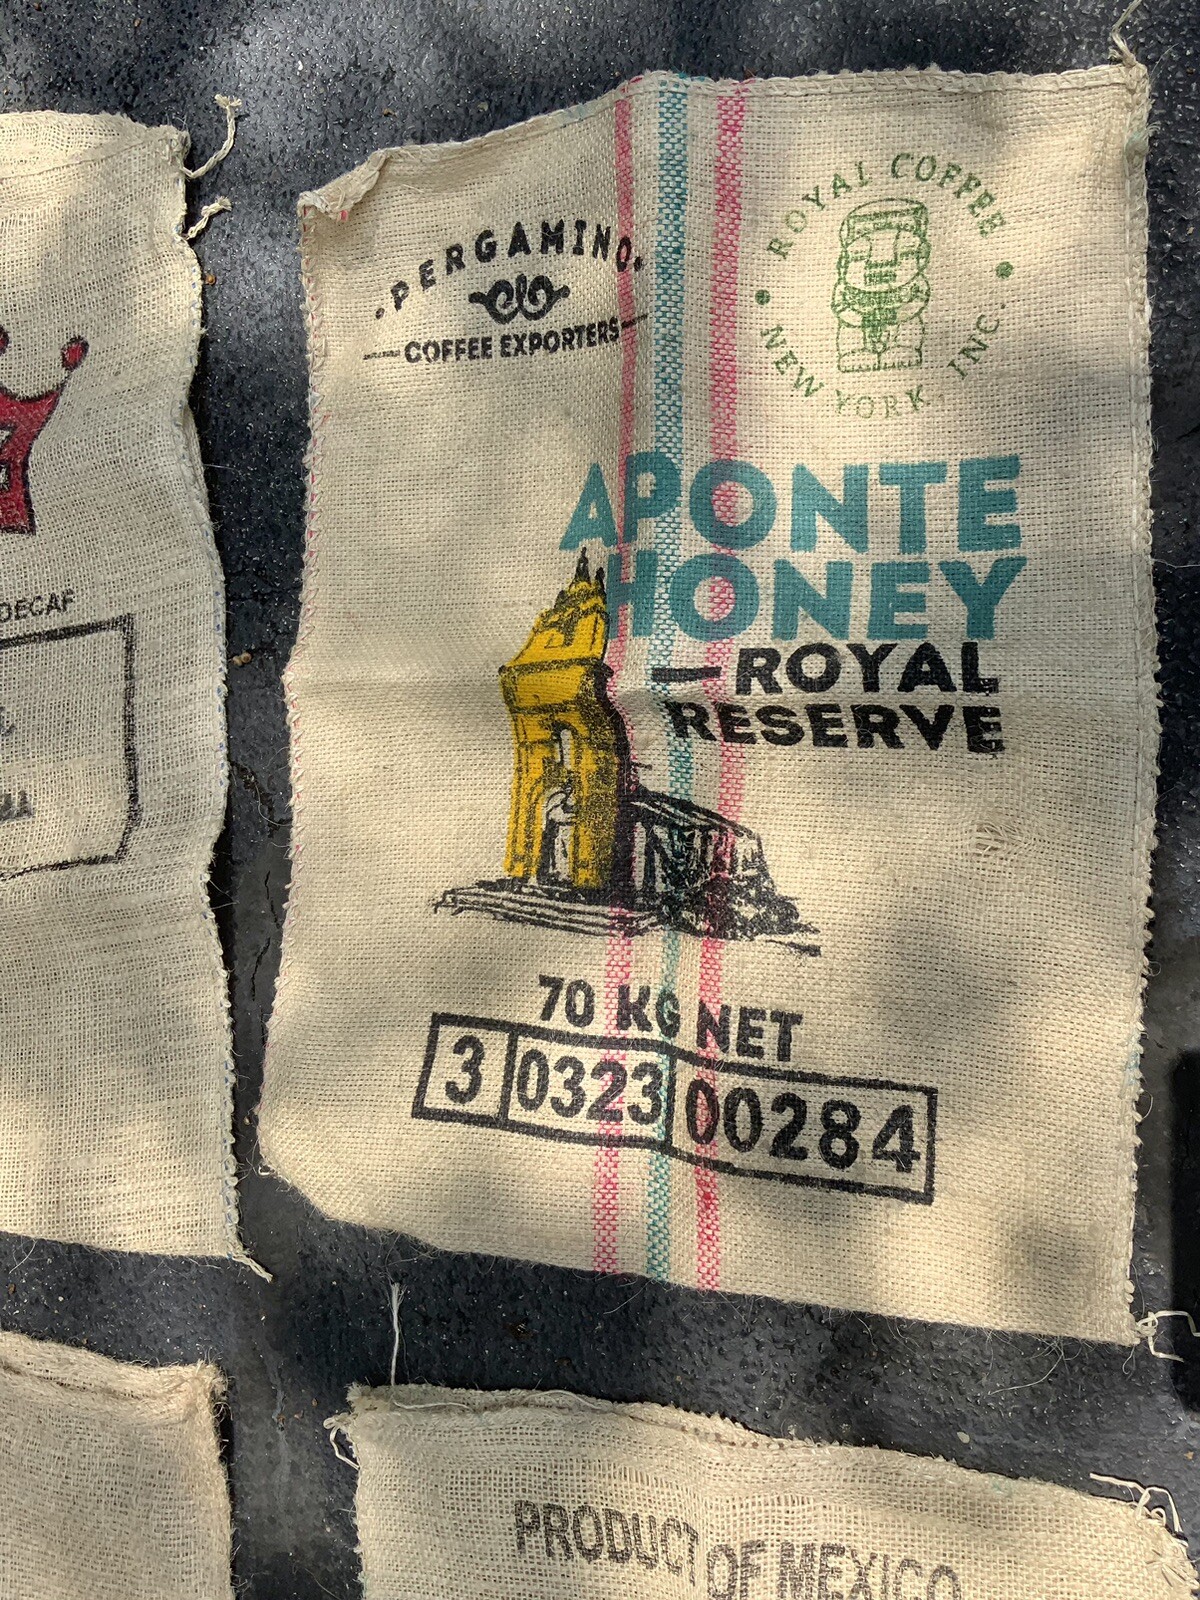 .PERGAMINO.
COFFEE EXPORTERS
ROYAL COFFEE
NEW YORK, INC.
APONTE
HONEY
—ROYAL
RESERVE
70 KG NET
3 0323 00284
DECAF
PRODUCT OF MEXICO